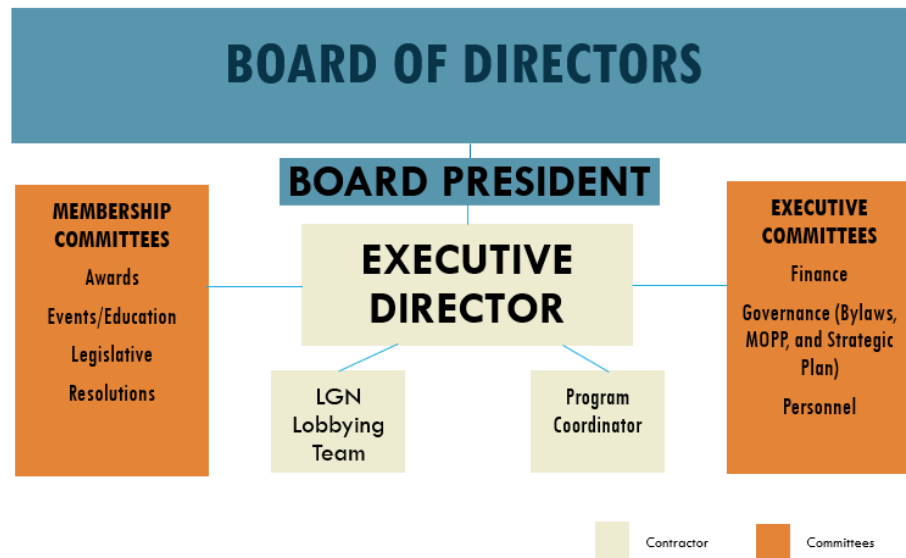 BOARD OF DIRECTORS
BOARD PRESIDENT
MEMBERSHIP
COMMITTEES
Awards
Events/Education
Legislative
Resolutions
EXECUTIVE
DIRECTOR
EXECUTIVE
COMMITTEES
Finance
Governance (Bylaws,
MOPP, and Strategic
Plan)
Personnel
LGN
Lobbying
Team
Program
Coordinator
Contractor
Committees